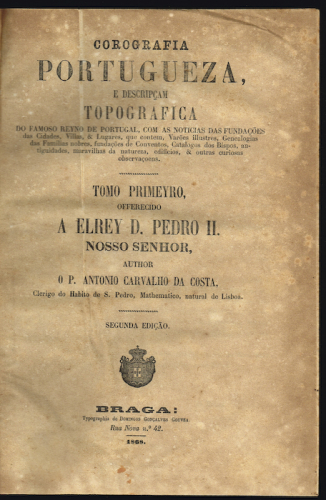 COROGRAFIA
PORTUGUEZA,
E DESCRIPÇAM
TOPOGRAFICA
DO FAMOSO REYNO DE PORTUGAL, COM AS NOTICIAS DAS FUNDAÇÕES
das Cidades, Villas, & Lugares, que contem, Varões illustres, Genealogias
das Familias nobres, fundações de Conventos, Catalogos dos Bispos, an-
tiguidades, maravilhas da natureza, edificios, & outras curiosas
observaçoens.
TOMO PRIMEYRO,
OFFERECIDO
A ELREY D. PEDRO II.
NOSSO SENHOR,
AUTHOR
O P. ANTONIO CARVALHO DA COSTA,
Clerigo do Habito de S. Pedro, Mathematico, natural de Lisboa.
SEGUNDA EDIÇÃO.
BRAGA:
Typographia de Domingos Gonçalves Gouvea
Rua Nova n.º 42.
1868.